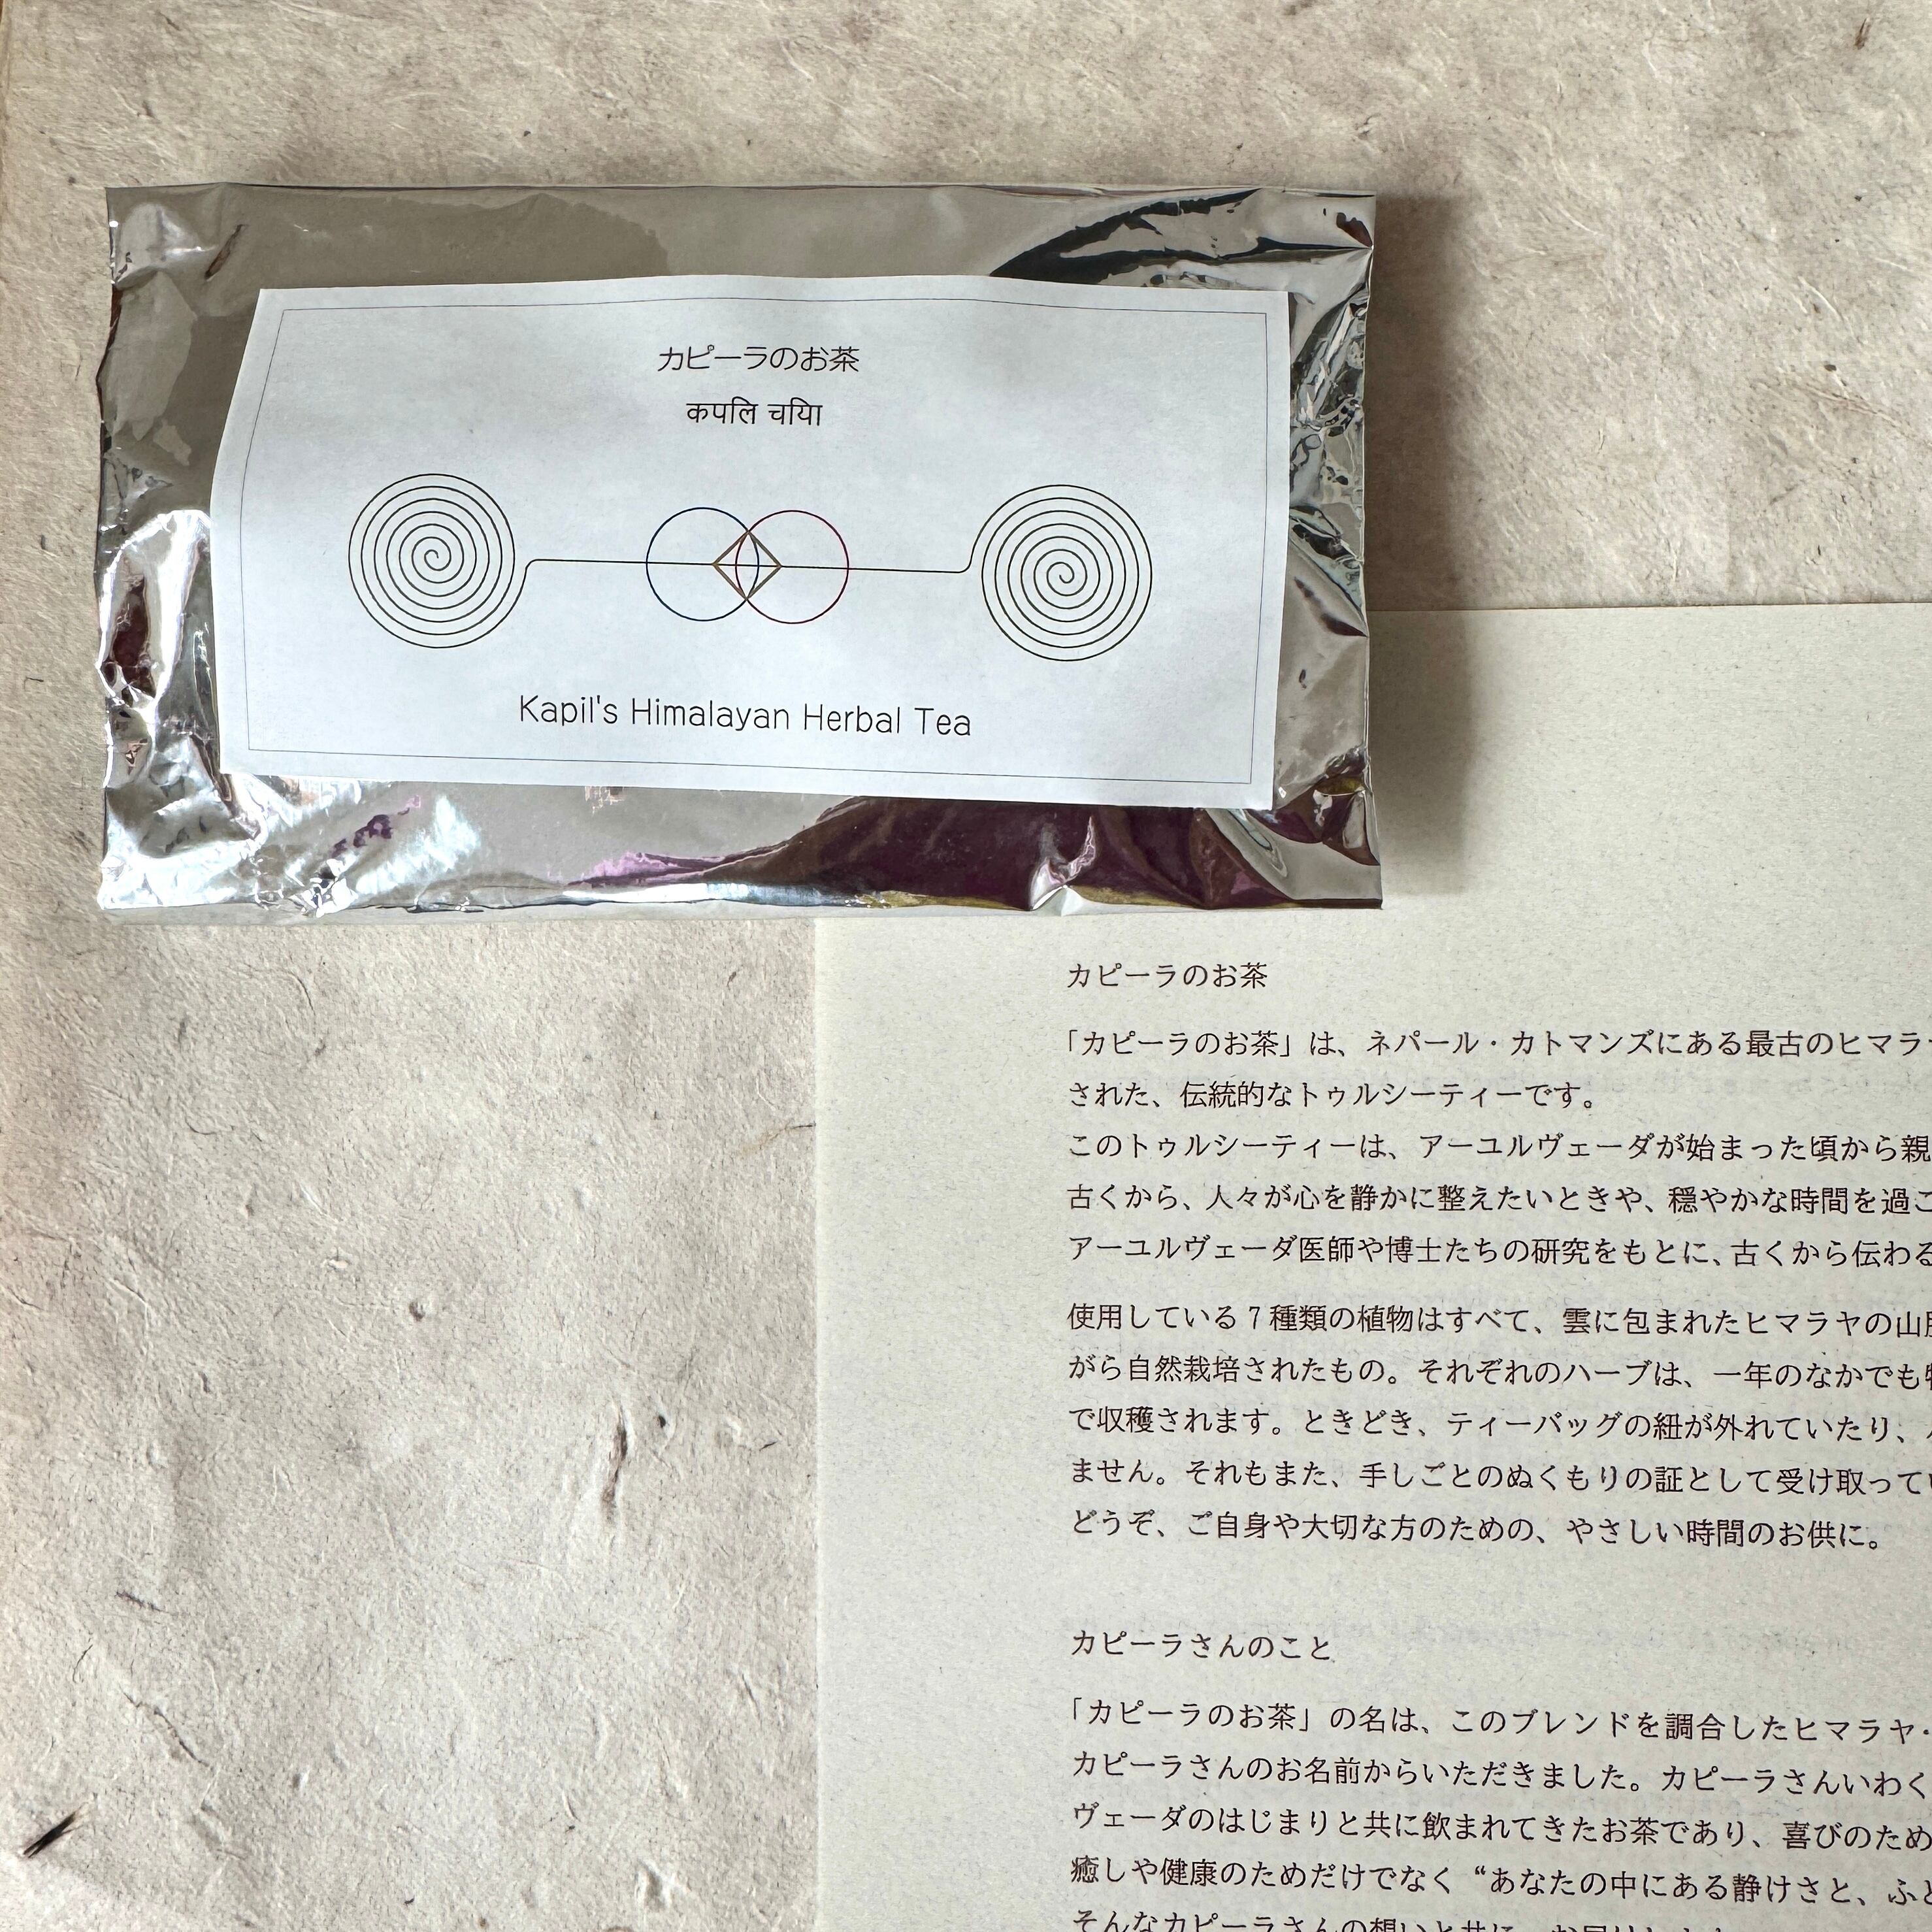 カピーラのお茶
कपलि चयिा
Kapil's Himalayan Herbal Tea
カピーラのお茶
「カピーラのお茶」は、ネパール・カトマンズにある最古のヒマラ
された、伝統的なトゥルシーティーです。
このトゥルシーティーは、アーユルヴェーダが始まった頃から親
古くから、人々が心を静かに整えたいときや、穏やかな時間を過ご
アーユルヴェーダ医師や博士たちの研究をもとに、古くから伝わる
使用している7種類の植物はすべて、雲に包まれたヒマラヤの山
がら自然栽培されたもの。それぞれのハーブは、一年のなかでも
で収穫されます。ときどき、ティーバッグの紐が外れていたり、
ません。それもまた、手しごとのぬくもりの証として受け取って
どうぞ、ご自身や大切な方のための、やさしい時間のお供に。
カピーラさんのこと
「カピーラのお茶」の名は、このブレンドを調合したヒマラヤ・
カピーラさんのお名前からいただきました。カピーラさんいわく
ヴェーダのはじまりと共に飲まれてきたお茶であり、喜びのため
癒しや健康のためだけでなく“あなたの中にある静けさと、ふ
そんなカピーラさんの想いと共に、お届けします